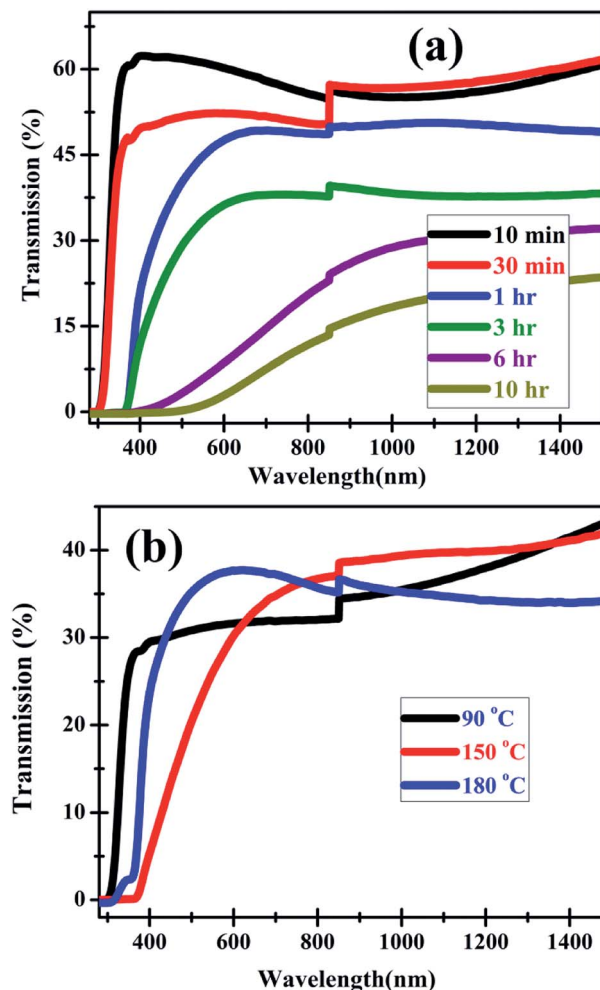 (a)
Transmission (%)
60
45
30
15
0
10 min
30 min
1 hr
3 hr
6 hr
10 hr
400 600 800 1000 1200 1400
Wavelength(nm)
(b)
Transmission (%)
40
30
20
10
0
90 °C
150 °C
180 °C
400 600 800 1000 1200 1400
Wavelength(nm)